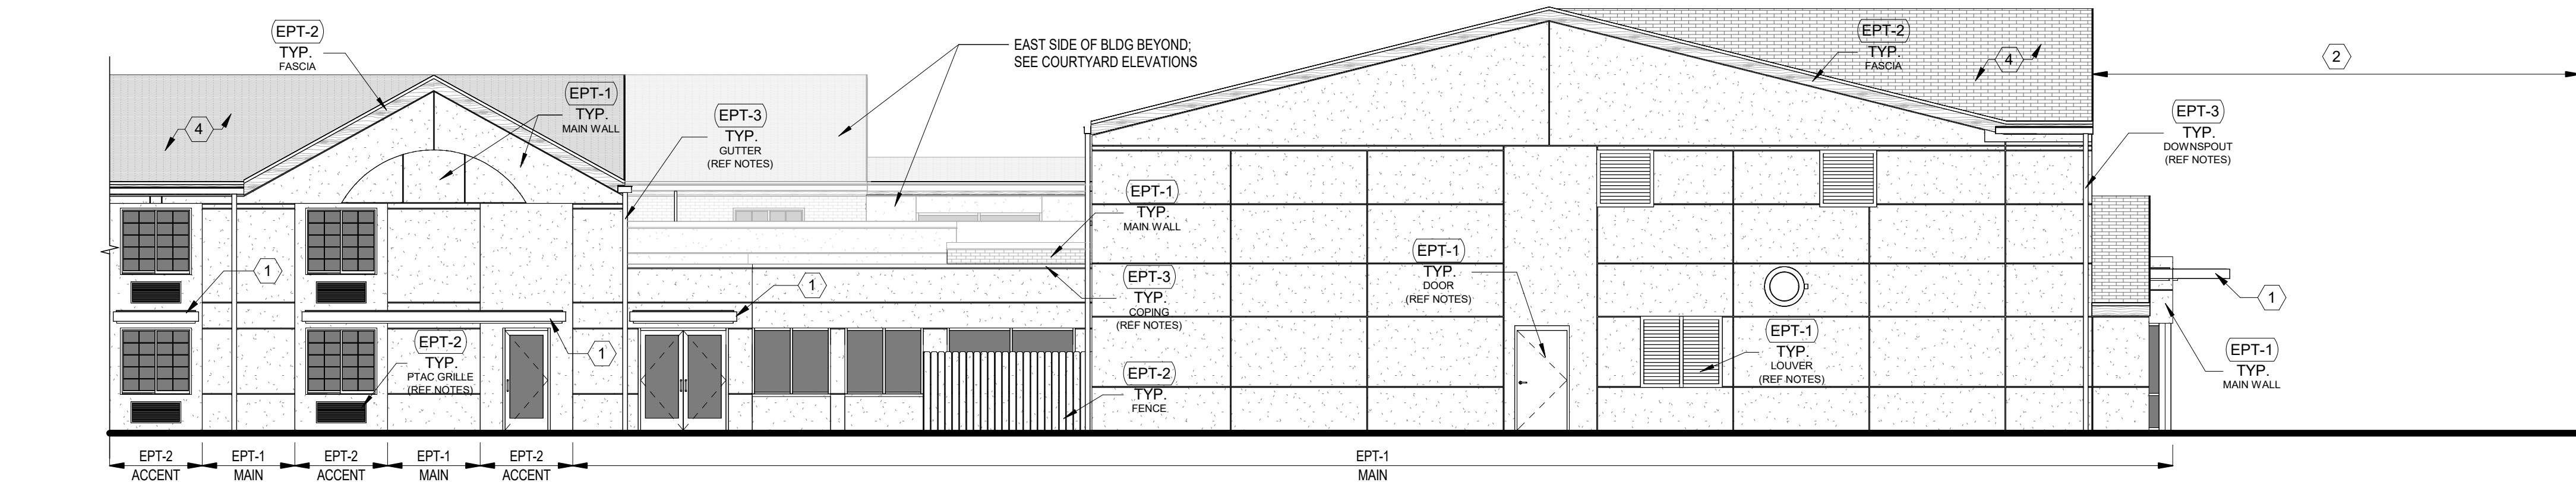 EPT-2
TYP.
FASCIA
EPT-1
TYP.
MAIN WALL
4
EPT-3
TYP.
GUTTER
(REF NOTES)
EAST SIDE OF BLDG BEYOND;
SEE COURTYARD ELEVATIONS
EPT-2
TYP.
FASCIA
4
2
EPT-3
TYP.
DOWNSPOUT
(REF NOTES)
EPT-1
TYP.
MAIN WALL
1
1
EPT-3
TYP.
COPING
(REF NOTES)
EPT-1
TYP.
DOOR
(REF NOTES)
1
EPT-2
TYP.
PTAC GRILLE
(REF NOTES)
1
EPT-2
TYP.
FENCE
EPT-1
TYP.
LOUVER
(REF NOTES)
EPT-1
TYP.
MAIN WALL
EPT-2
ACCENT
EPT-1
MAIN
EPT-2
ACCENT
EPT-1
MAIN
EPT-2
ACCENT
EPT-1
MAIN